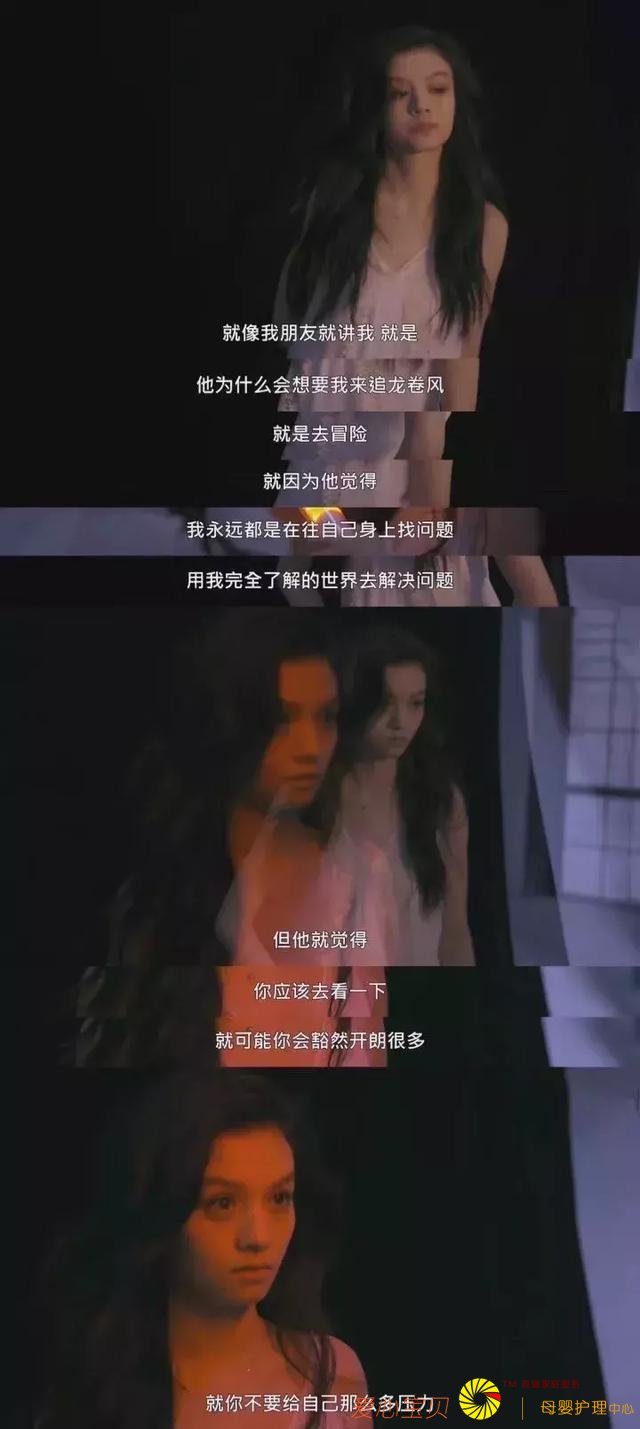 就像我朋友就讲我 就是
他为什么会想要我来追龙卷风
就是去冒险
就因为他觉得
我永远都是在往自己身上找问题
用我完全了解的世界去解决问题
但他就觉得
你应该去看一下
就可能你会豁然开朗很多
就你不要给自己那么多压力
爱心宝贝
TM
母婴护理中心